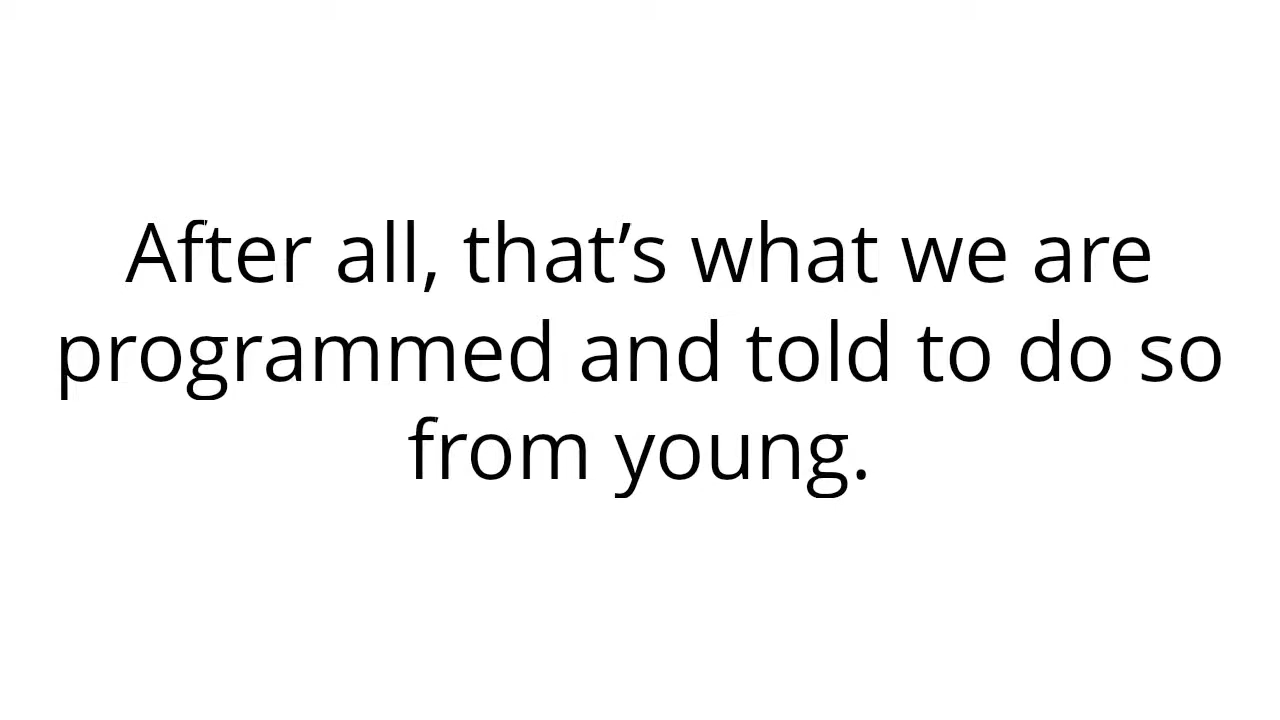 After all, that’s what we are
programmed and told to do so
from young.